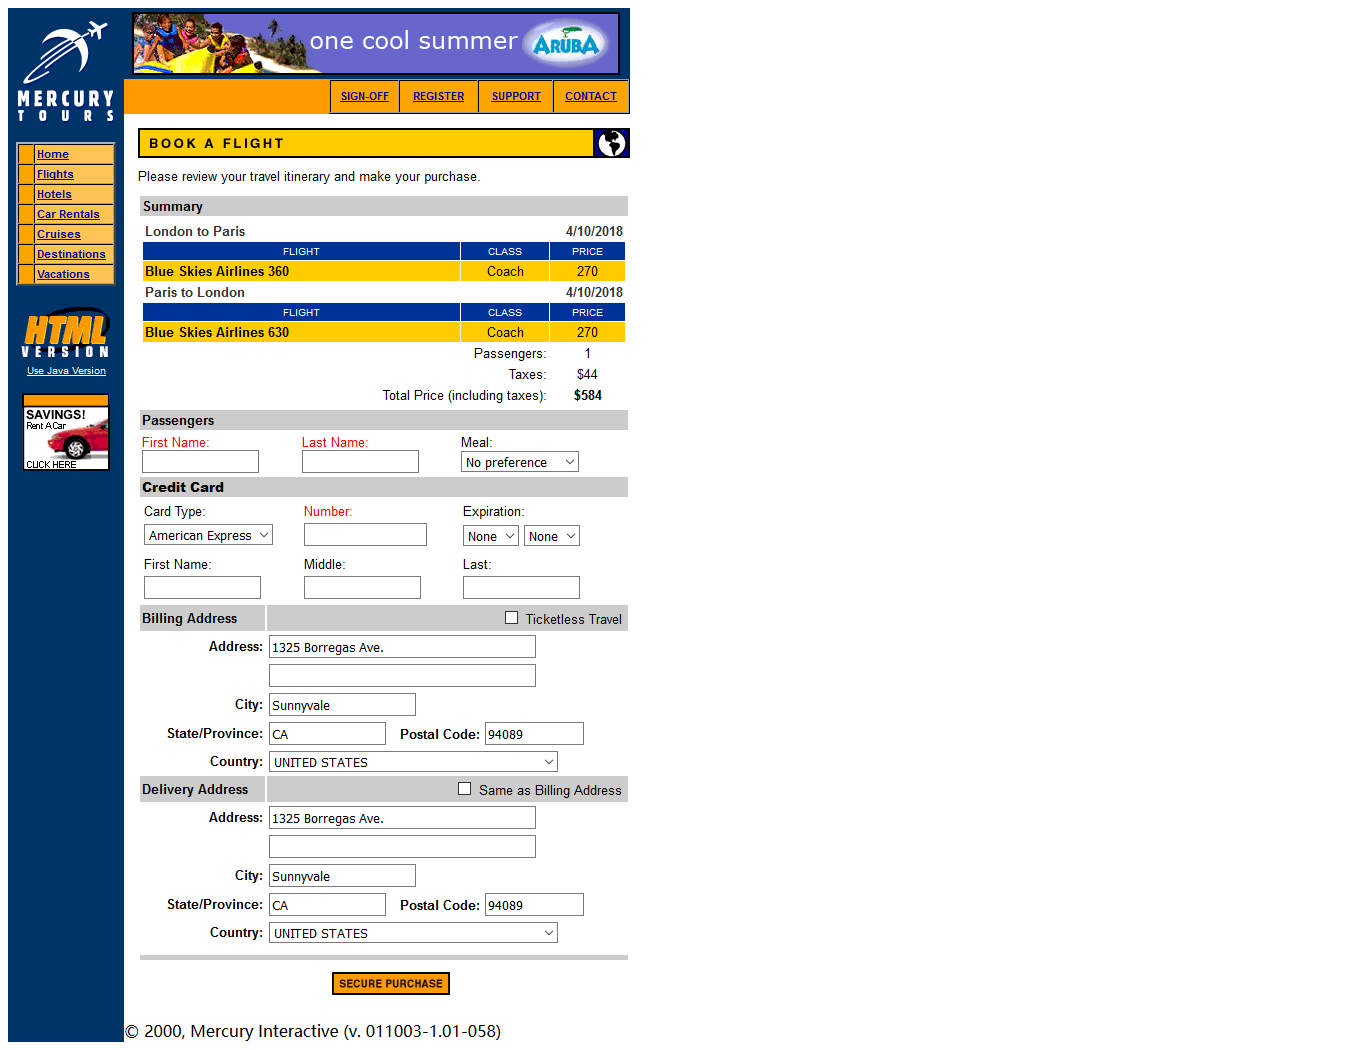 MERCURY
TOURS
one cool summer
ARUBA
SIGN-OFF REGISTER SUPPORT CONTACT
Home
Flights
Hotels
Car Rentals
Cruises
Destinations
Vacations
HTML
VERSION
Use Java Version
SAVINGS!
Rent A Car
CLICK HERE
BOOK A FLIGHT
Please review your travel itinerary and make your purchase.
Summary
London to Paris 4/10/2018
FLIGHT CLASS PRICE
Blue Skies Airlines 360 Coach 270
Paris to London 4/10/2018
FLIGHT CLASS PRICE
Blue Skies Airlines 630 Coach 270
Passengers: 1
Taxes: $44
Total Price (including taxes): $584
Passengers
First Name: Last Name: Meal:
No preference
Credit Card
Card Type: Number: Expiration:
American Express None None
First Name: Middle: Last:
Billing Address Ticketless Travel
Address: 1325 Borregas Ave.
City: Sunnyvale
State/Province: CA Postal Code: 94089
Country: UNITED STATES
Delivery Address Same as Billing Address
Address: 1325 Borregas Ave.
City: Sunnyvale
State/Province: CA Postal Code: 94089
Country: UNITED STATES
SECURE PURCHASE
© 2000, Mercury Interactive (v. 011003-1.01-058)